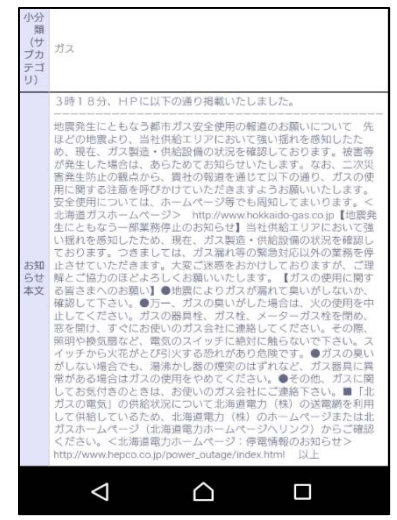 小分
類
(サ
ブカ
テゴ
リ)
ガス
お知
らせ
本文
3時18分、HPに以下の通り掲載いたしました。
地震発生にともなう都市ガス安全使用の報道のお願いについて 先
ほどの地震より、当社供給エリアにおいて強い揺れを感知したた
め、現在、ガス製造・供給設備の状況を確認しております。被害等
が発生した場合は、あらためてお知らせいたします。なお、二次災
害発生防止の観点から、貴社の報道を通じて以下の通り、ガスの使
用に関する注意を呼びかけていただきますようお願いいたします。
安全使用については、ホームページ等でも周知してまいります。<
北海道ガスホームページ> http://www.hokkaido-gas.co.jp【地震発
生にともなう一部業務停止のお知らせ】当社供給エリアにおいて強
い揺れを感知したため、現在、ガス製造・供給設備の状況を確認し
ております。つきましては、ガス漏れ等の緊急対応以外の業務を停
止させていただきます。大変ご迷惑をおかけしておりますが、ご理
解とご協力のほどよろしくお願いいたします。【ガスの使用に関す
る皆さまへのお願い】●地震によりガスが漏れて臭いがしないか、
確認して下さい。●万一、ガスの臭いがした場合は、火の使用を中
止してください。ガスの器具栓、ガス栓、メーターガス栓を閉め、
窓を開け、すぐにお使いのガス会社に連絡してください。その際、
照明や換気扇など、電気のスイッチに絶対に触らないで下さい。ス
イッチから火花がとび引火する恐れがあり危険です。●ガスの臭い
がしない場合でも、湯沸かし器の煙突のはずれなど、ガス器具に異
常がある場合はガスの使用をやめてください。●その他、ガスに関
してお気付きのときは、お使いのガス会社にご連絡下さい。■「北
ガスの電気」の供給状況について北海道電力(株)の送電網を利用
して供給しているため、北海道電力(株)のホームページまたは北
ガスホームページ(北海道電力ホームページへリンク)からご確認
ください。<北海道電力ホームページ:停電情報のお知らせ>
http://www.hepco.co.jp/power_outage/index.html 以上